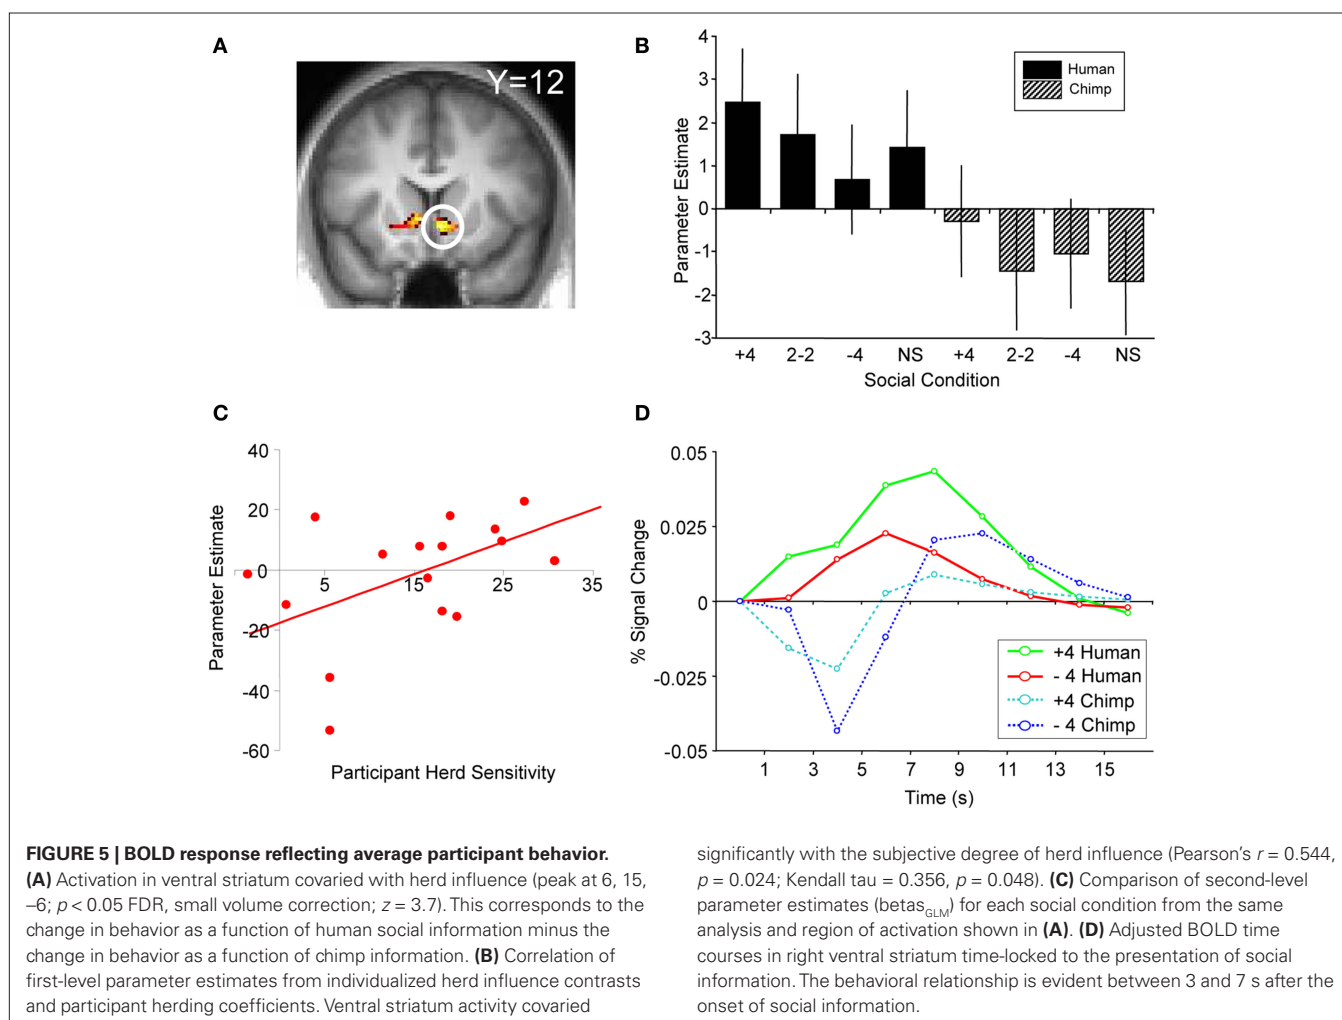 A
Y=12
B
4
3
2
1
0
-1
-2
-3
Parameter Estimate
Human
Chimp
+4 2-2 -4 NS +4 2-2 -4 NS
Social Condition
C
40
20
0
-20
-40
-60
Parameter Estimate
5 15 25 35
Participant Herd Sensitivity
D
0.05
0.025
0
-0.025
-0.05
% Signal Change
+4 Human
- 4 Human
+4 Chimp
- 4 Chimp
1 3 5 7 9 11 13 15
Time (s)
FIGURE 5 | BOLD response reflecting average participant behavior.
(A) Activation in ventral striatum covaried with herd influence (peak at 6, 15,
–6; p < 0.05 FDR, small volume correction; z = 3.7). This corresponds to the
change in behavior as a function of human social information minus the
change in behavior as a function of chimp information. (B) Correlation of
first-level parameter estimates from individualized herd influence contrasts
and participant herding coefficients. Ventral striatum activity covaried
significantly with the subjective degree of herd influence (Pearson's r = 0.544,
p = 0.024; Kendall tau = 0.356, p = 0.048). (C) Comparison of second-level
parameter estimates (betasGLM) for each social condition from the same
analysis and region of activation shown in (A). (D) Adjusted BOLD time
courses in right ventral striatum time-locked to the presentation of social
information. The behavioral relationship is evident between 3 and 7 s after the
onset of social information.